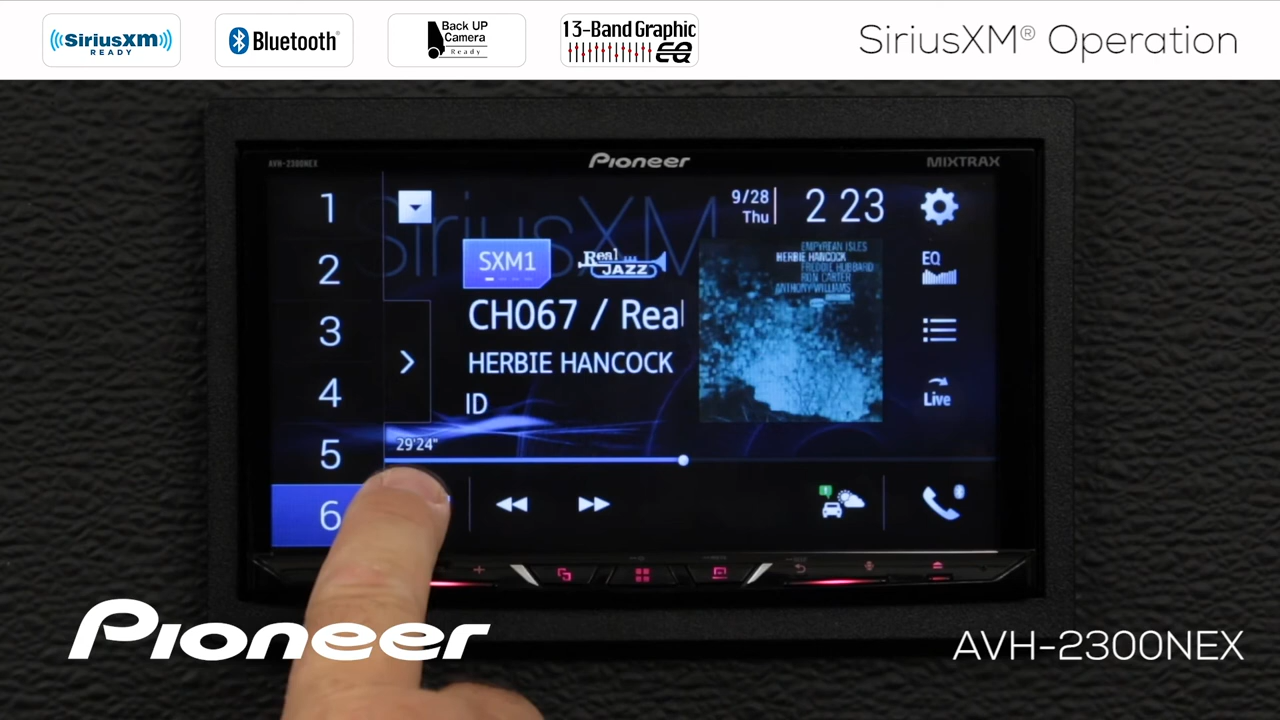 ((SiriusXM))
READY
Bluetooth®
Back UP
Camera
Ready
13-Band Graphic
EQ
SiriusXM® Operation
AVH-2300NEX
Pioneer
MIXTRAX
1
2
3
4
5
6
SiriusXM
9/28
Thu
2 23
SXM1
Real
JAZZ
CH067 / Real
HERBIE HANCOCK
ID
29'24"
EMPYREAN ISLES
HERBIE HANCOCK
FREDDIE HUBBARD
RON CARTER
ANTHONY WILLIAMS
EQ
Live
Pioneer
AVH-2300NEX